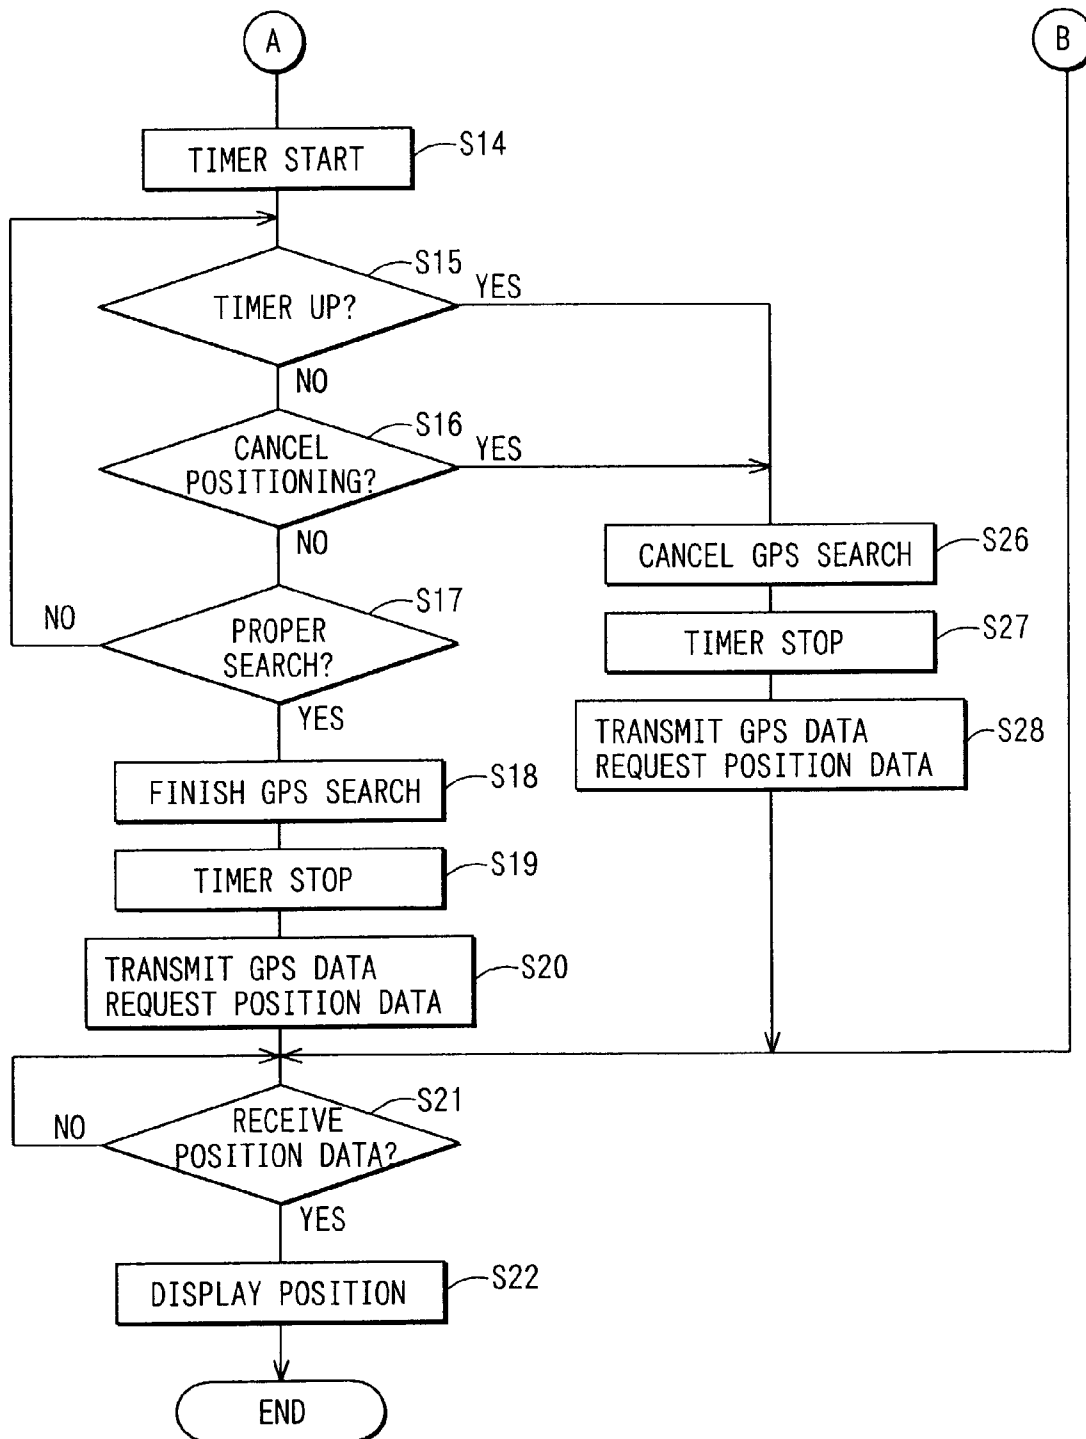 A
B
TIMER START
S14
S15
TIMER UP?
YES
NO
S16
CANCEL
POSITIONING?
YES
NO
S17
PROPER
SEARCH?
NO
YES
CANCEL GPS SEARCH
S26
TIMER STOP
S27
TRANSMIT GPS DATA
REQUEST POSITION DATA
S28
FINISH GPS SEARCH
S18
TIMER STOP
S19
TRANSMIT GPS DATA
REQUEST POSITION DATA
S20
S21
RECEIVE
POSITION DATA?
NO
YES
DISPLAY POSITION
S22
END